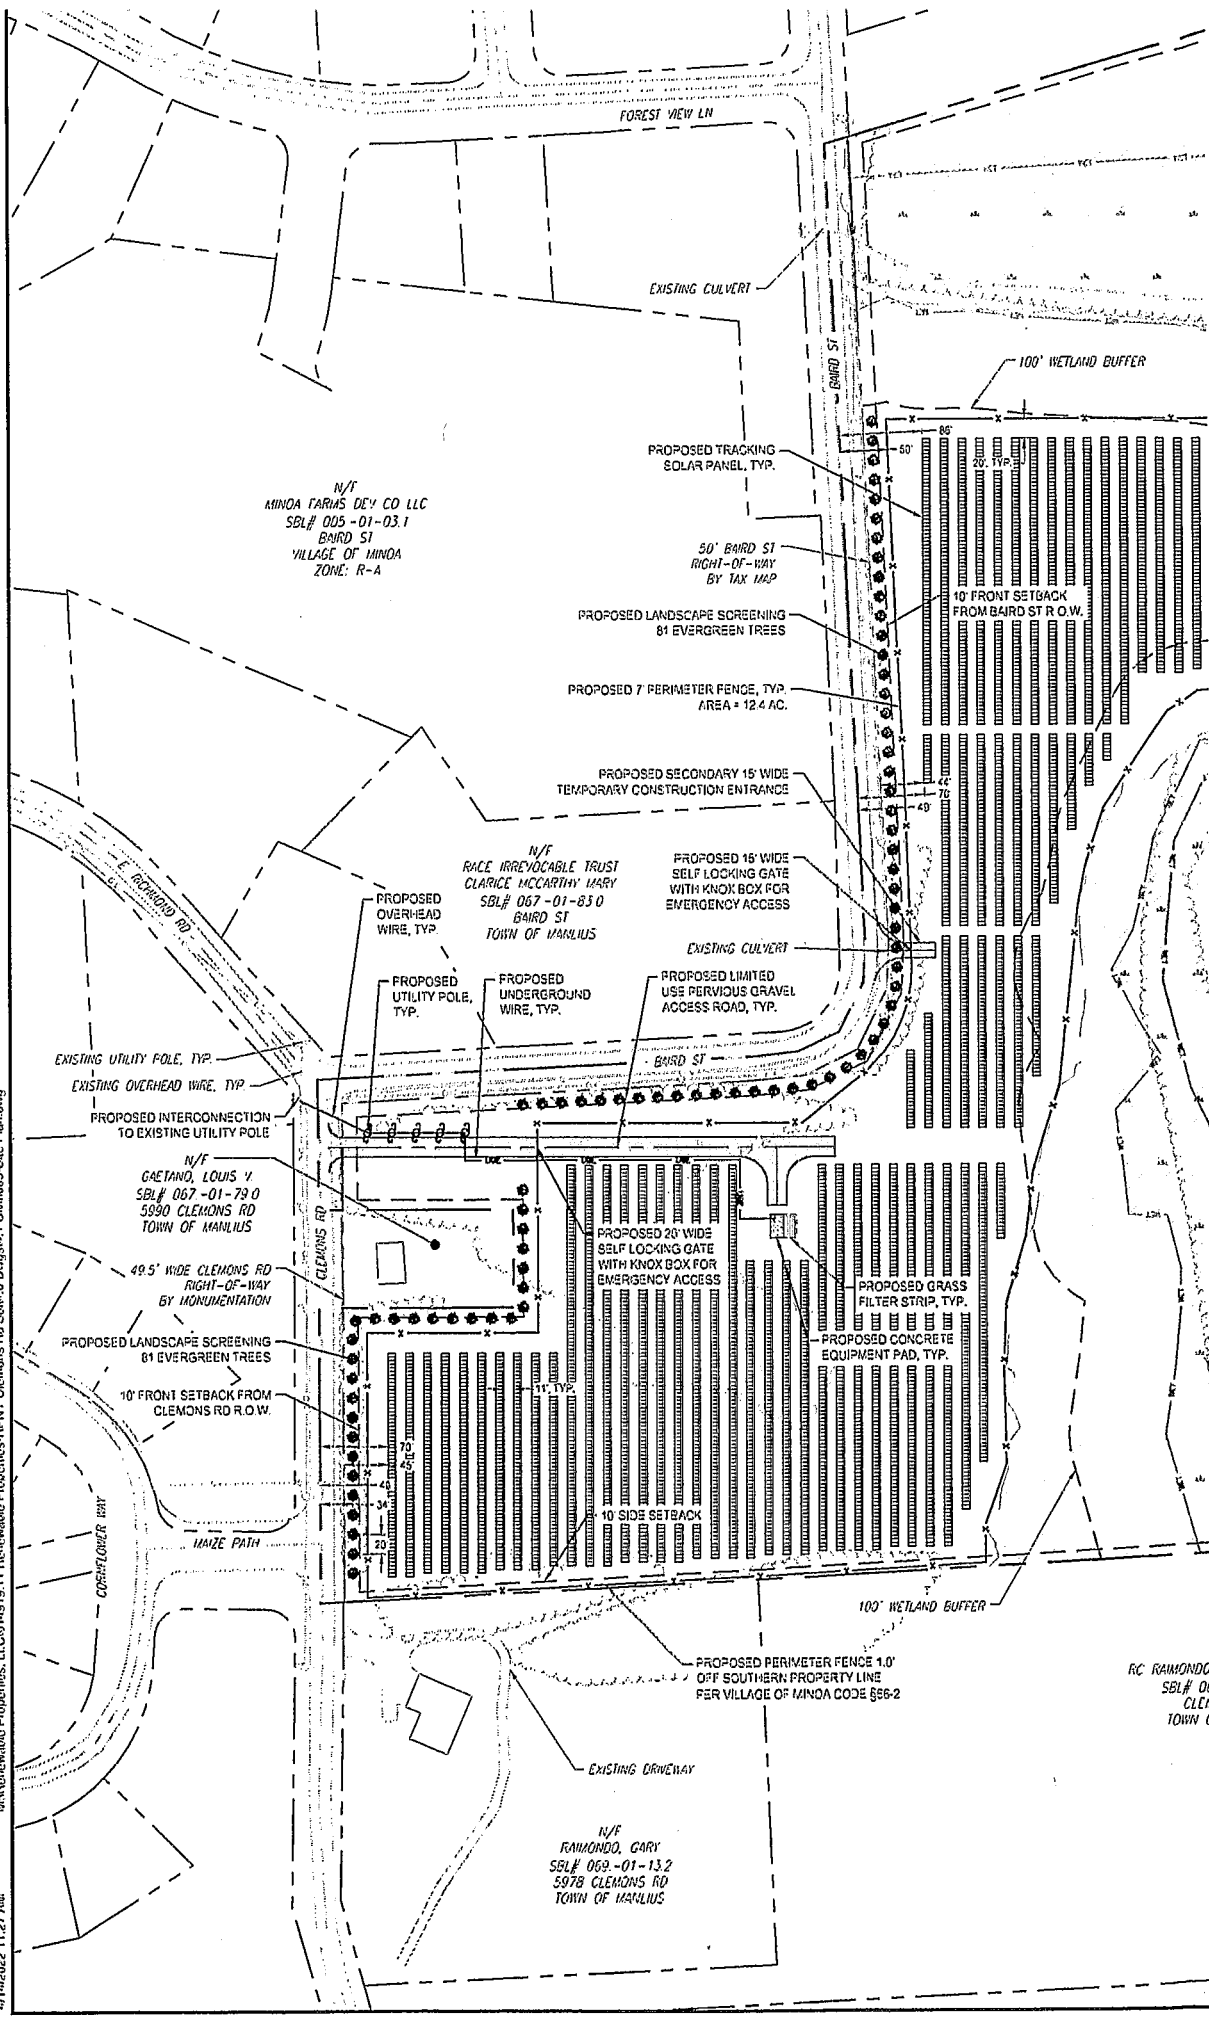 FOREST VIEW LN
EXISTING CULVERT
BAIRD ST
100' WETLAND BUFFER
86'
50'
20', TYP.
PROPOSED TRACKING
SOLAR PANEL, TYP.
N/F
MINOA FARMS DEV CO LLC
SBL# 005-01-03.1
BAIRD ST
VILLAGE OF MINOA
ZONE: R-A
50' BAIRD ST
RIGHT-OF-WAY
BY TAX MAP
10' FRONT SETBACK
FROM BAIRD ST R.O.W.
PROPOSED LANDSCAPE SCREENING
81 EVERGREEN TREES
PROPOSED 7' PERIMETER FENCE, TYP.
AREA = 12.4 AC.
PROPOSED SECONDARY 15' WIDE
TEMPORARY CONSTRUCTION ENTRANCE
44'
70'
40'
N/F
RACE IRREVOCABLE TRUST
CLARICE MCCARTHY MARY
SBL# 067-01-83.0
BAIRD ST
TOWN OF MANLIUS
PROPOSED 15' WIDE
SELF LOCKING GATE
WITH KNOX BOX FOR
EMERGENCY ACCESS
E. RICHMOND RD
PROPOSED
OVERHEAD
WIRE, TYP.
EXISTING CULVERT
PROPOSED
UTILITY POLE,
TYP.
PROPOSED
UNDERGROUND
WIRE, TYP.
PROPOSED LIMITED
USE PERVIOUS GRAVEL
ACCESS ROAD, TYP.
EXISTING UTILITY POLE, TYP.
BAIRD ST
EXISTING OVERHEAD WIRE, TYP.
PROPOSED INTERCONNECTION
TO EXISTING UTILITY POLE
N/F
GAETANO, LOUIS V.
SBL# 067.-01-79.0
5990 CLEMONS RD
TOWN OF MANLIUS
CLEMONS RD
PROPOSED 20' WIDE
SELF LOCKING GATE
WITH KNOX BOX FOR
EMERGENCY ACCESS
49.5' WIDE CLEMONS RD
RIGHT-OF-WAY
BY MONUMENTATION
PROPOSED GRASS
FILTER STRIP, TYP.
PROPOSED LANDSCAPE SCREENING
81 EVERGREEN TREES
PROPOSED CONCRETE
EQUIPMENT PAD, TYP.
10' FRONT SETBACK FROM
CLEMONS RD R.O.W.
11', TYP.
70'
45'
34'
20'
10' SIDE SETBACK
MAIZE PATH
CORNFLOWER WAY
100' WETLAND BUFFER
PROPOSED PERIMETER FENCE 1.0'
OFF SOUTHERN PROPERTY LINE
PER VILLAGE OF MINOA CODE §66-2
RC RAIMONDO
EXISTING DRIVEWAY
N/F
RAIMONDO, GARY
SBL# 069.-01-13.2
5978 CLEMONS RD
TOWN OF MANLIUS